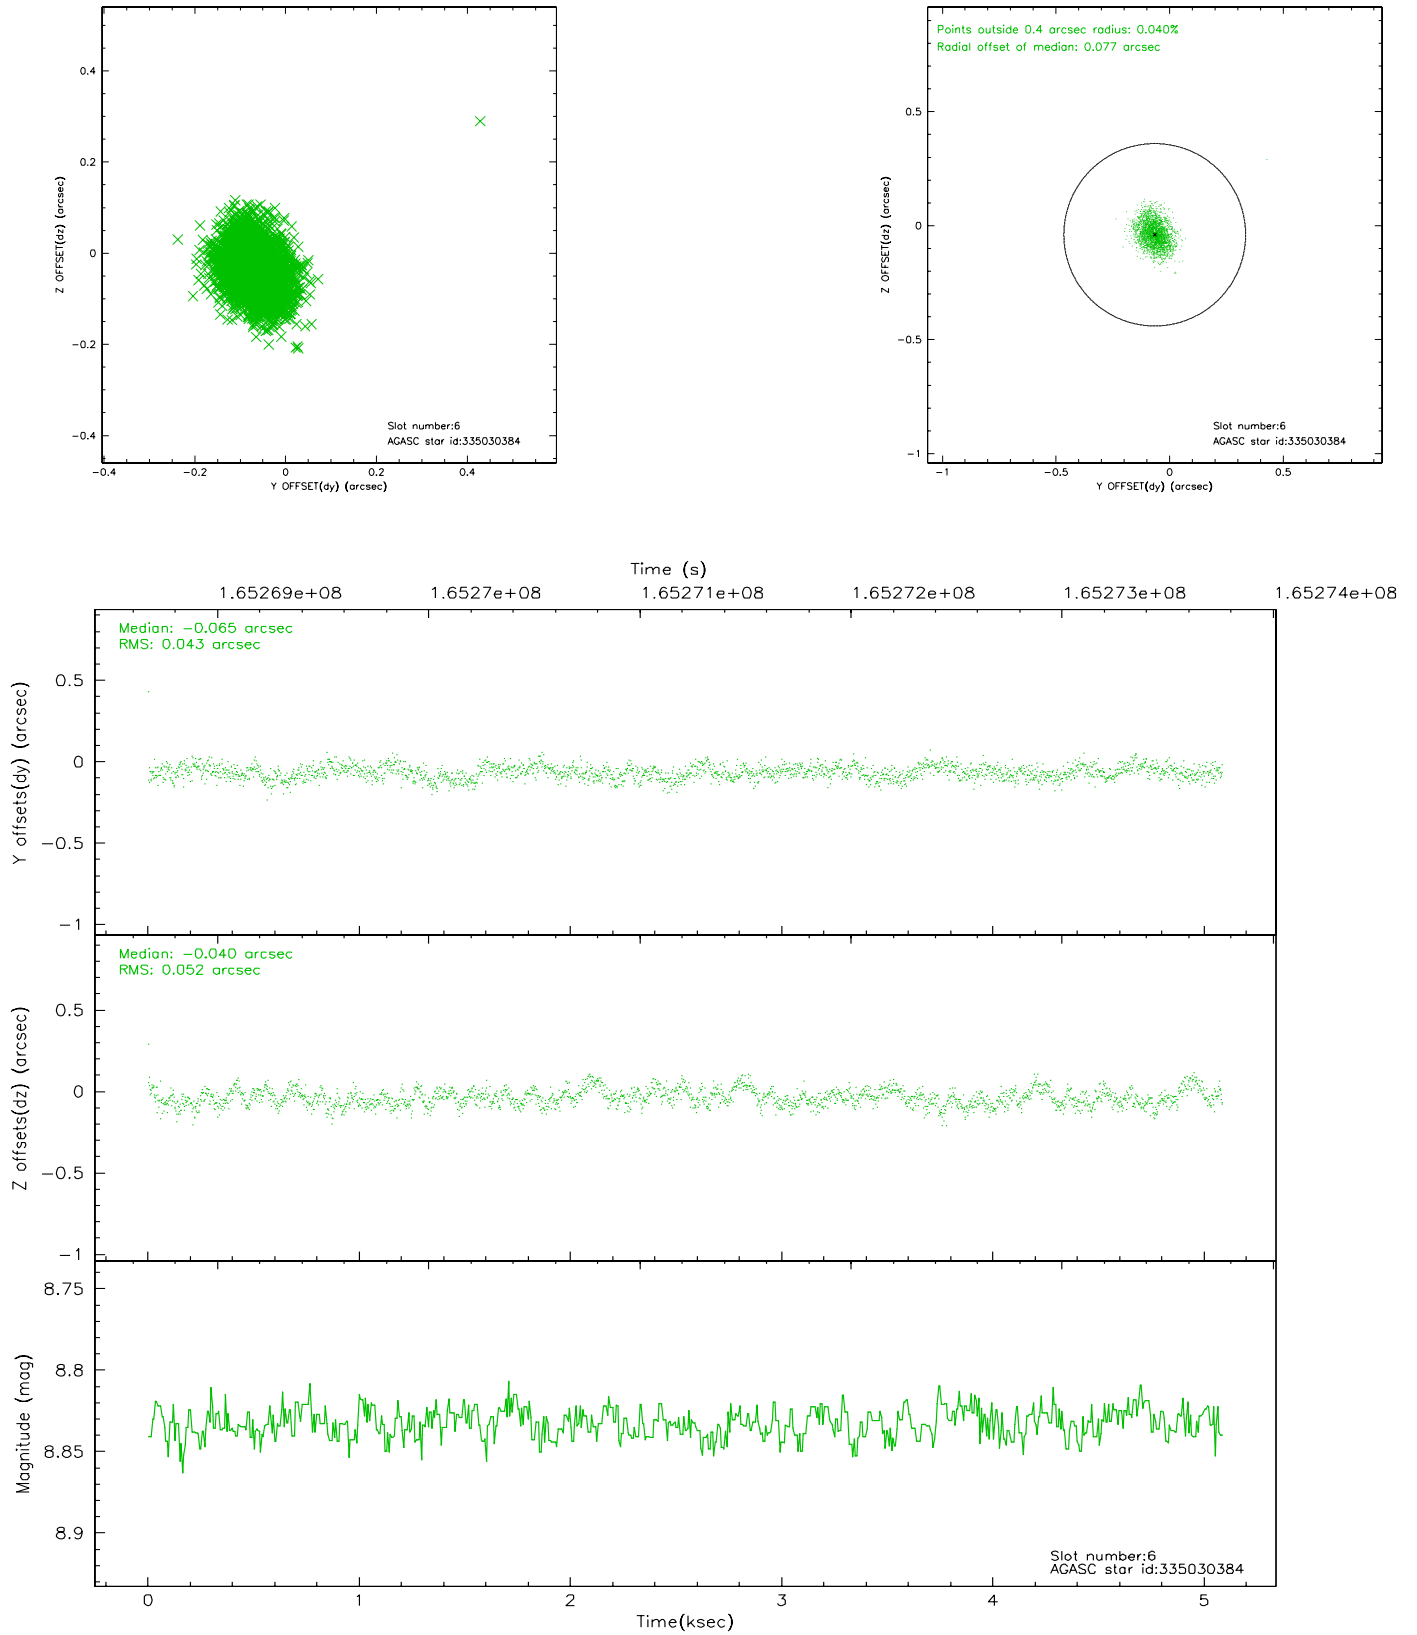 0.4
0.2
0
−0.2
−0.4
Z OFFSET(dz) (arcsec)
−0.4
−0.2
0
0.2
0.4
Y OFFSET(dy) (arcsec)
Slot number:6
AGASC star id:335030384
Points outside 0.4 arcsec radius: 0.040%
Radial offset of median: 0.077 arcsec
0.5
0
−0.5
−1
Z OFFSET(dz) (arcsec)
−1
−0.5
0
0.5
Y OFFSET(dy) (arcsec)
Slot number:6
AGASC star id:335030384
Time (s)
1.65269e+08
1.6527e+08
1.65271e+08
1.65272e+08
1.65273e+08
1.65274e+08
Median: −0.065 arcsec
RMS: 0.043 arcsec
0.5
0
−0.5
−1
Y offsets(dy) (arcsec)
Median: −0.040 arcsec
RMS: 0.052 arcsec
0.5
0
−0.5
−1
Z offsets(dz) (arcsec)
8.75
8.8
8.85
8.9
Magnitude (mag)
Slot number:6
AGASC star id:335030384
0
1
2
3
4
5
Time(ksec)